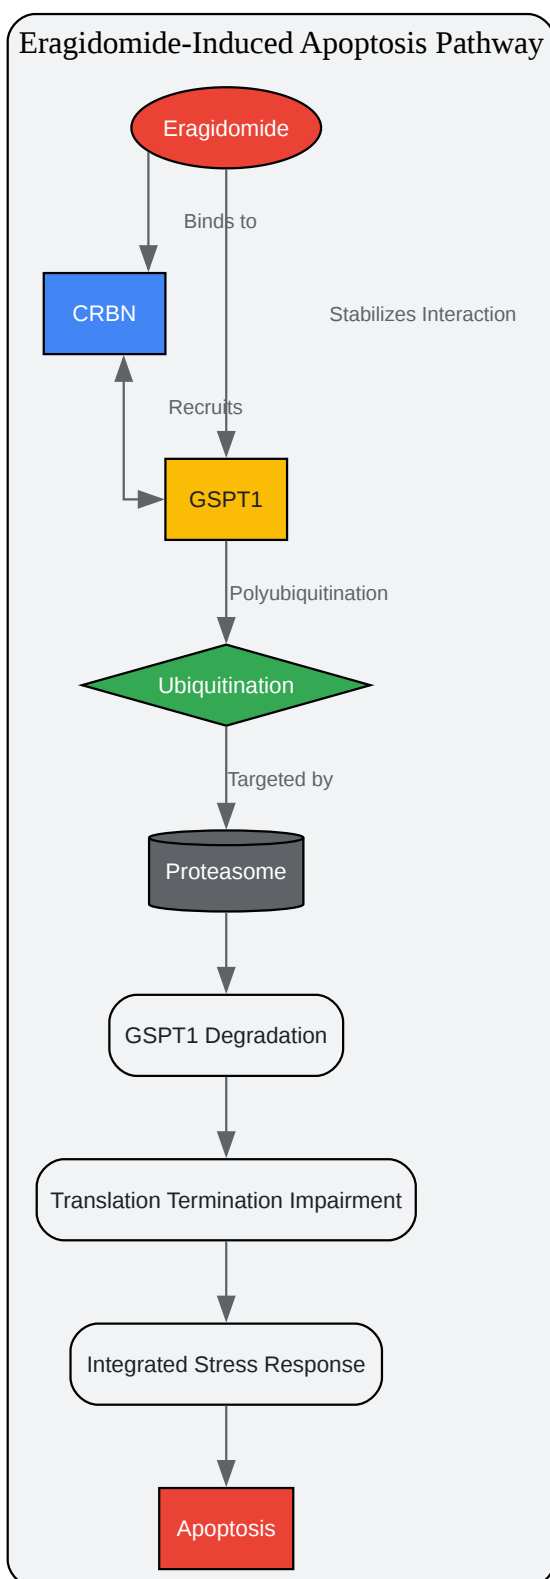 Eragidomide-Induced Apoptosis Pathway
Eragidomide
Binds to
CRBN
Stabilizes Interaction
Recruits
GSPT1
Polyubiquitination
Ubiquitination
Targeted by
Proteasome
GSPT1 Degradation
Translation Termination Impairment
Integrated Stress Response
Apoptosis